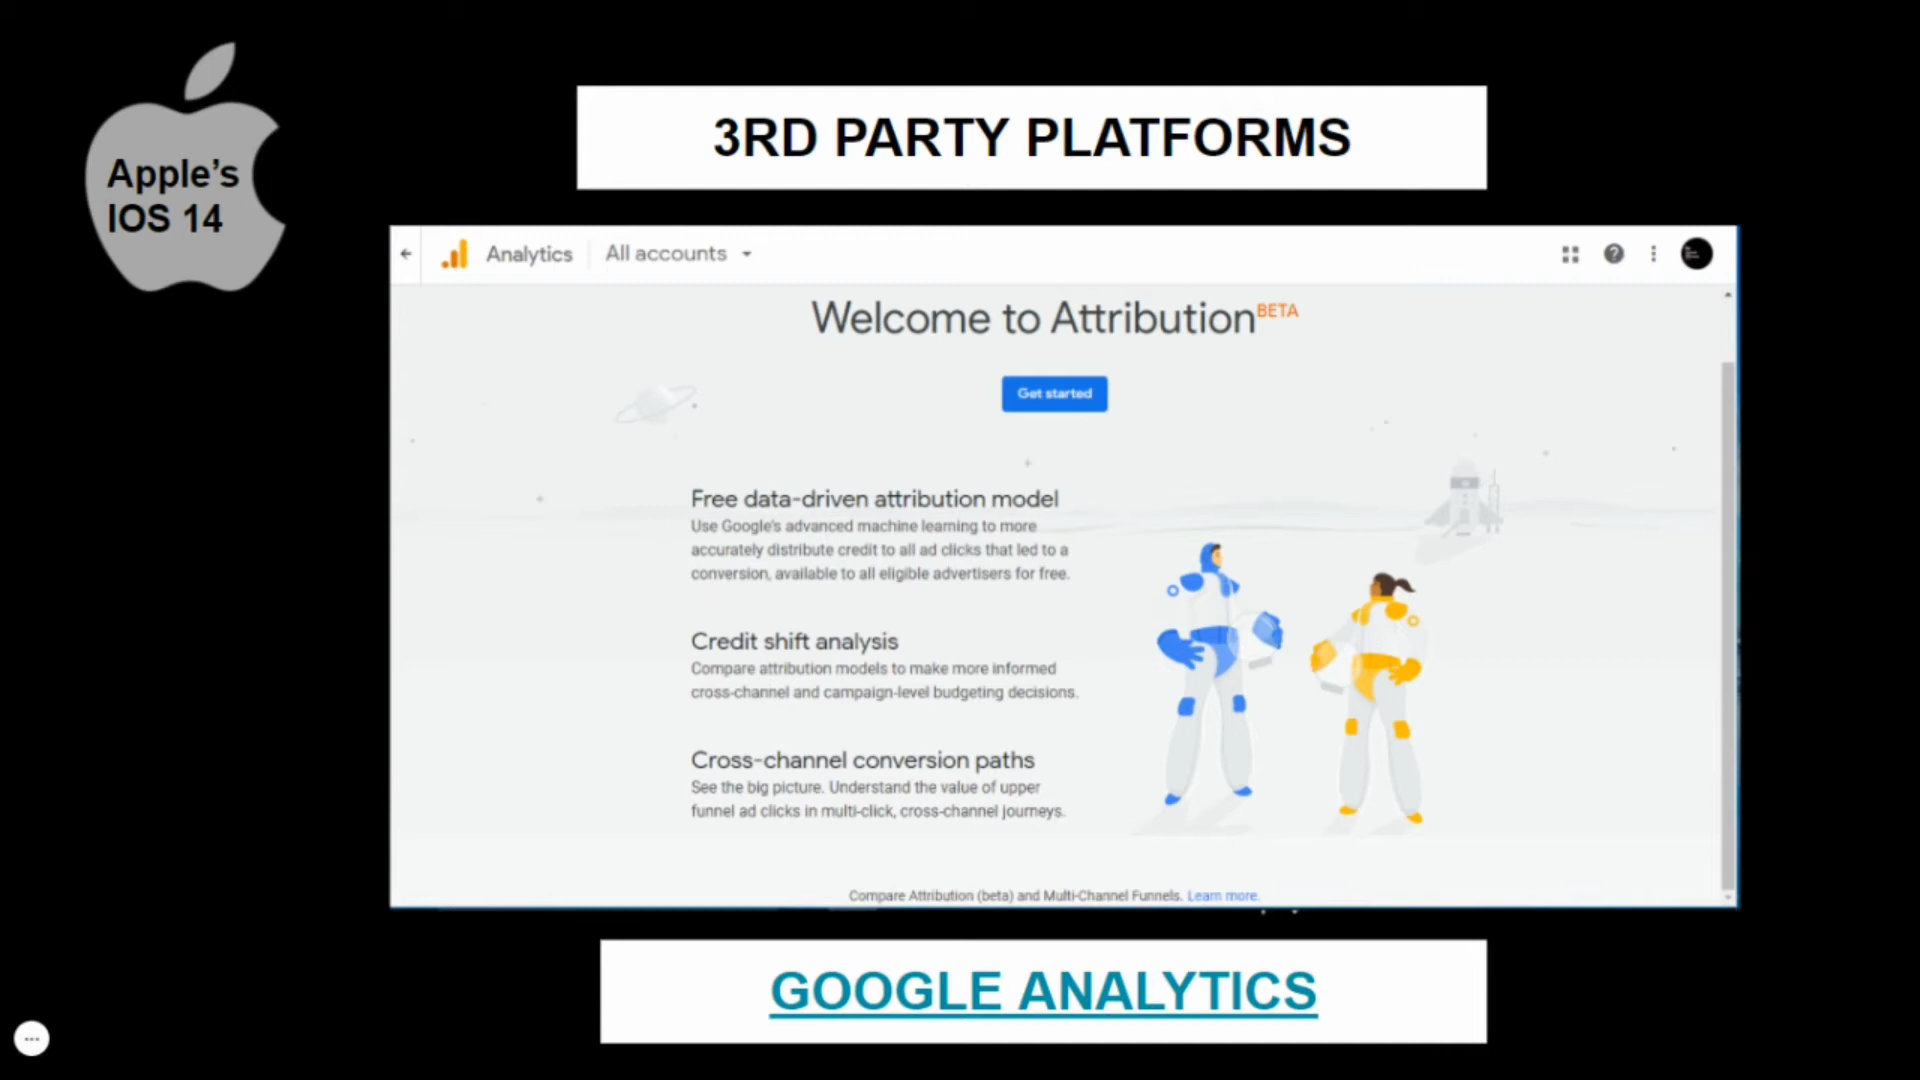 Apple’s
IOS 14
3RD PARTY PLATFORMS
Analytics All accounts
Welcome to Attribution BETA
Get started
Free data-driven attribution model
Use Google's advanced machine learning to more
accurately distribute credit to all ad clicks that led to a
conversion, available to all eligible advertisers for free.
Credit shift analysis
Compare attribution models to make more informed
cross-channel and campaign-level budgeting decisions.
Cross-channel conversion paths
See the big picture. Understand the value of upper
funnel ad clicks in multi-click, cross-channel journeys.
Compare Attribution (beta) and Multi-Channel Funnels. Learn more.
GOOGLE ANALYTICS